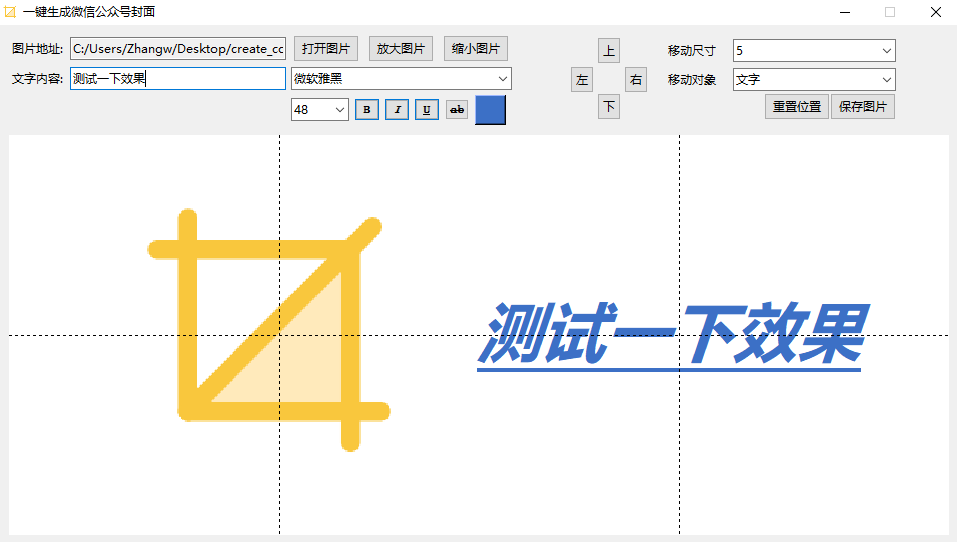 一键生成微信公众号封面
图片地址: C:/Users/Zhangw/Desktop/create_cc 打开图片 放大图片 缩小图片 上 移动尺寸 5
文字内容: 测试一下效果 微软雅黑 左 右 移动对象 文字
48 B I U ab 下 重置位置 保存图片
测试一下效果